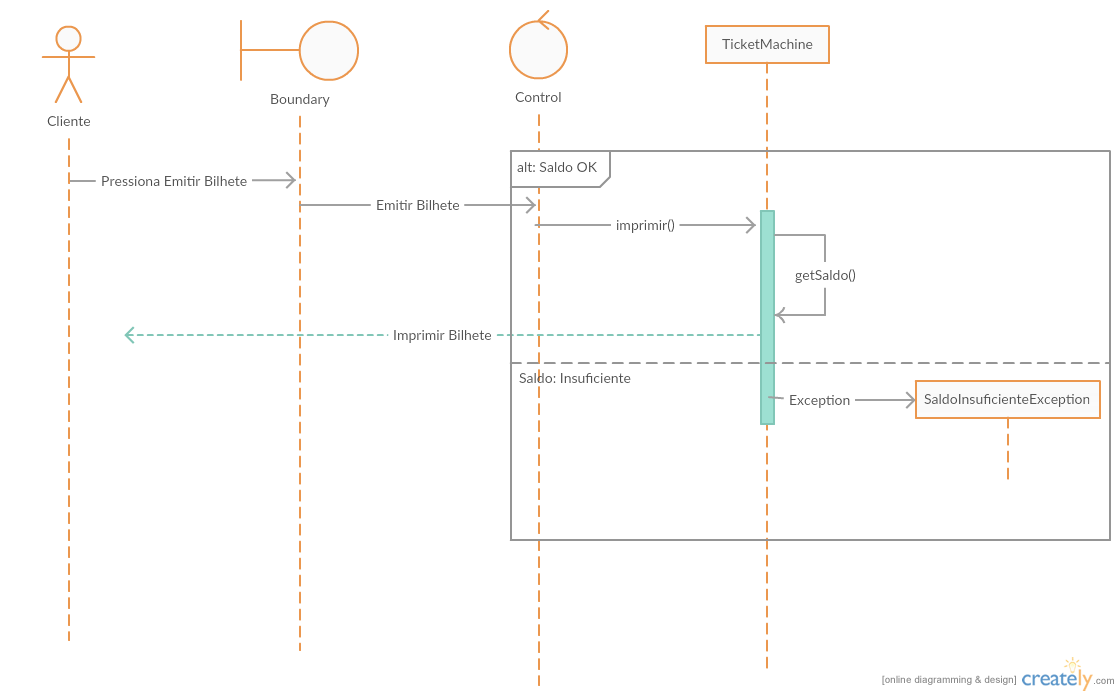 Cliente
Boundary
Control
TicketMachine
alt: Saldo OK
Pressiona Emitir Bilhete
Emitir Bilhete
imprimir()
getSaldo()
Imprimir Bilhete
Saldo: Insuficiente
Exception
SaldoInsuficienteException
[online diagramming & design] creately.com